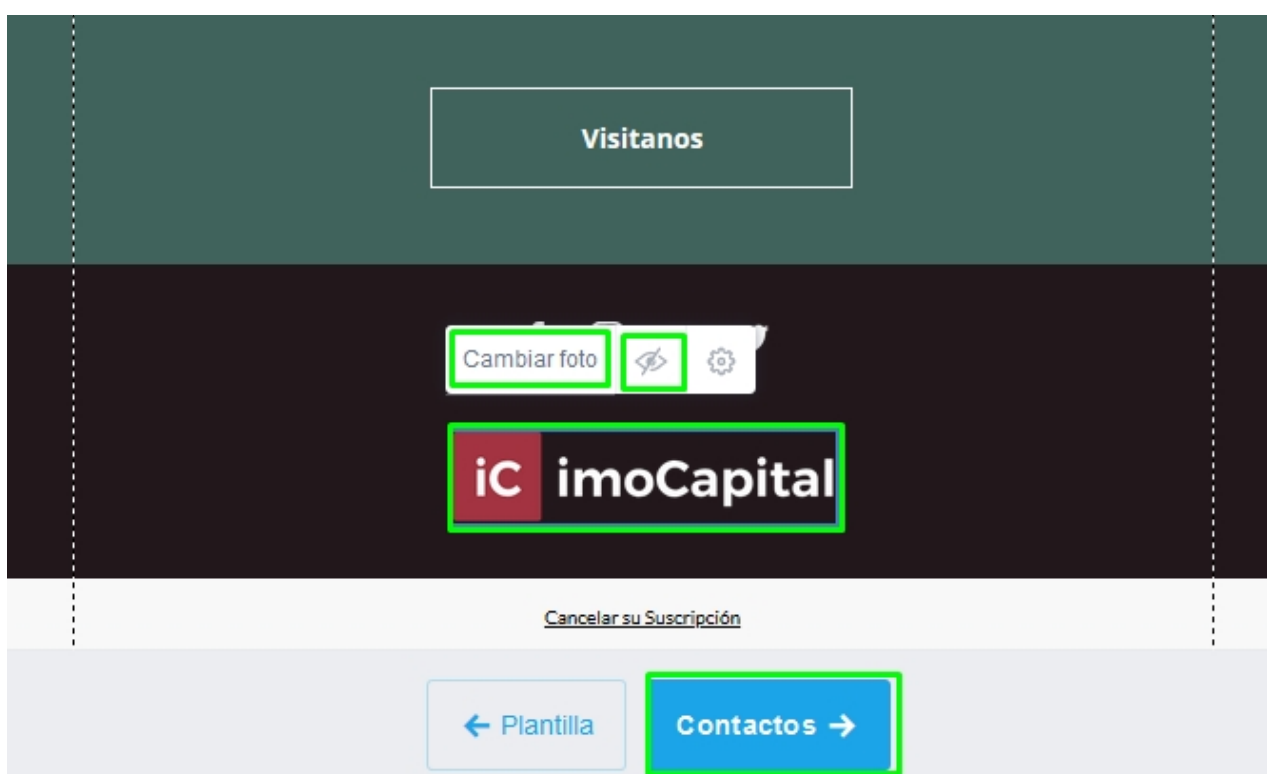 Visitanos
Cambiar foto
iC imoCapital
Cancelar su Suscripción
← Plantilla
Contactos →